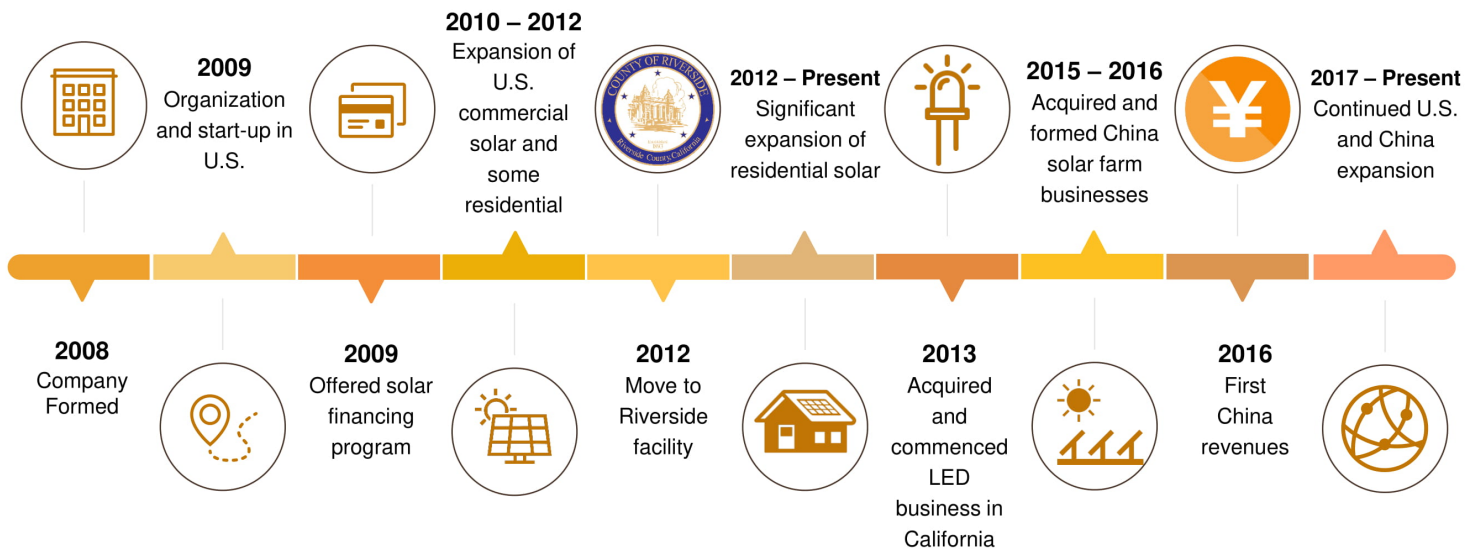 2008
Company
Formed
2009
Organization
and start-up in
U.S.
2009
Offered solar
financing
program
2010 – 2012
Expansion of
U.S.
commercial
solar and
some
residential
COUNTY OF RIVERSIDE
Riverside County, California
2012
Move to
Riverside
facility
2012 – Present
Significant
expansion of
residential solar
2013
Acquired
and
commenced
LED
business in
California
2015 – 2016
Acquired and
formed China
solar farm
businesses
¥
2016
First
China
revenues
2017 – Present
Continued U.S.
and China
expansion